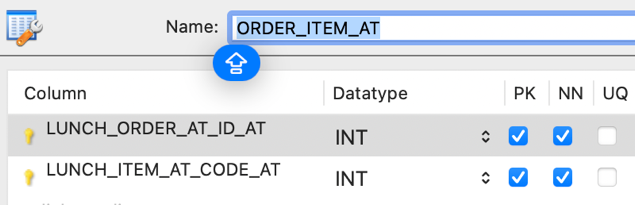 Name: ORDER_ITEM_AT
Column Datatype PK NN UQ
LUNCH_ORDER_AT_ID_AT INT
LUNCH_ITEM_AT_CODE_AT INT